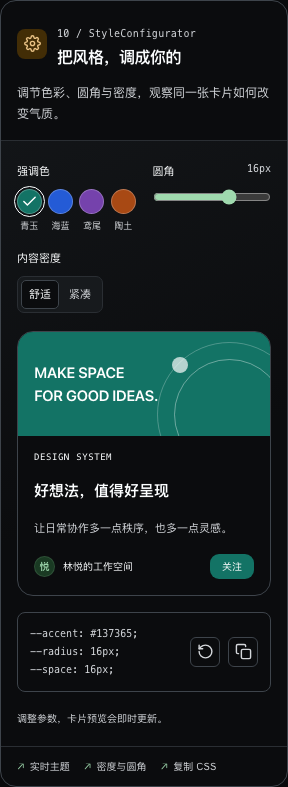 10 / StyleConfigurator
把风格，调成你的
调节色彩、圆角与密度，观察同一张卡片如何改
变气质。
强调色
圆角
16px
青玉
海蓝
鸢尾
陶土
内容密度
舒适
紧凑
MAKE SPACE
FOR GOOD IDEAS.
DESIGN SYSTEM
好想法，值得好呈现
让日常协作多一点秩序，也多一点灵感。
悦
林悦的工作空间
关注
--accent: #137365;
--radius: 16px;
--space: 16px;
调整参数，卡片预览会即时更新。
↗ 实时主题
↗ 密度与圆角
↗ 复制 CSS